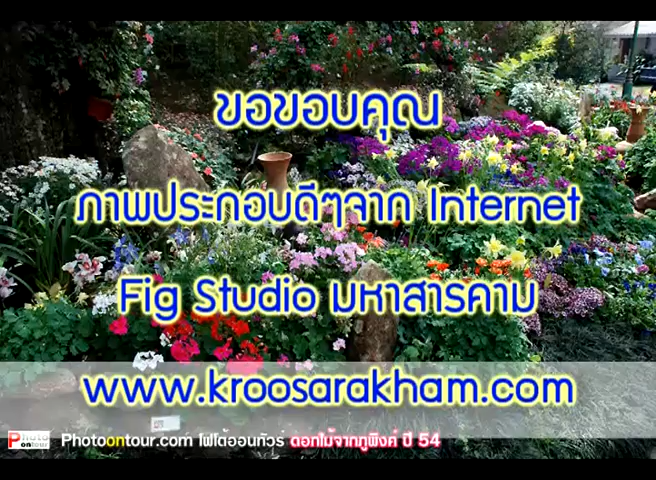 ขอขอบคุณ
ภาพประกอบดีๆจาก Internet
Fig Studio มหาสารคาม
www.kroosarakham.com
Photo ontour Photoontour.com โฟโต้ออนทัวร ดอกไม้จากภูพิงค์ ปี 54